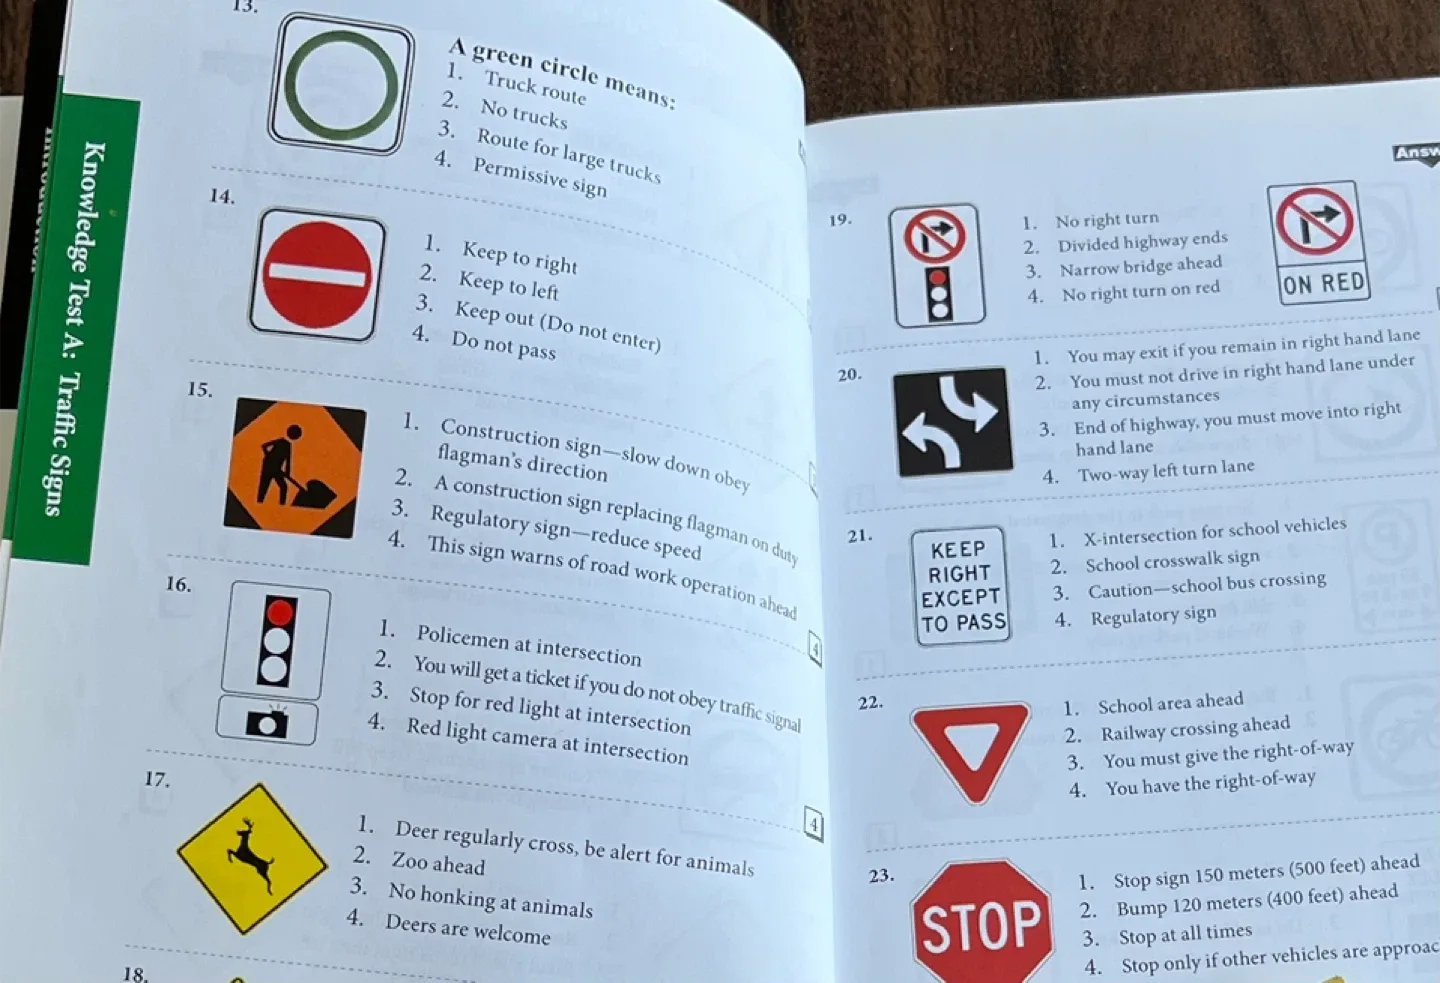 Knowledge Test A: Traffic Signs
13.
A green circle means:
1. Truck route
2. No trucks
3. Route for large trucks
4. Permissive sign
14.
1. Keep to right
2. Keep to left
3. Keep out (Do not enter)
4. Do not pass
15.
1. Construction sign—slow down obey
flagman's direction
2. A construction sign replacing flagman on duty
3. Regulatory sign—reduce speed
4. This sign warns of road work operation ahead
4
16.
1. Policemen at intersection
2. You will get a ticket if you do not obey traffic signal
3. Stop for red light at intersection
4. Red light camera at intersection
4
17.
1. Deer regularly cross, be alert for animals
2. Zoo ahead
3. No honking at animals
4. Deers are welcome
18.
Answ
19.
1. No right turn
2. Divided highway ends
3. Narrow bridge ahead
4. No right turn on red
ON RED
20.
1. You may exit if you remain in right hand lane
2. You must not drive in right hand lane under
any circumstances
3. End of highway, you must move into right
hand lane
4. Two-way left turn lane
21.
KEEP
RIGHT
EXCEPT
TO PASS
1. X-intersection for school vehicles
2. School crosswalk sign
3. Caution—school bus crossing
4. Regulatory sign
22.
1. School area ahead
2. Railway crossing ahead
3. You must give the right-of-way
4. You have the right-of-way
23.
STOP
1. Stop sign 150 meters (500 feet) ahead
2. Bump 120 meters (400 feet) ahead
3. Stop at all times
4. Stop only if other vehicles are approac